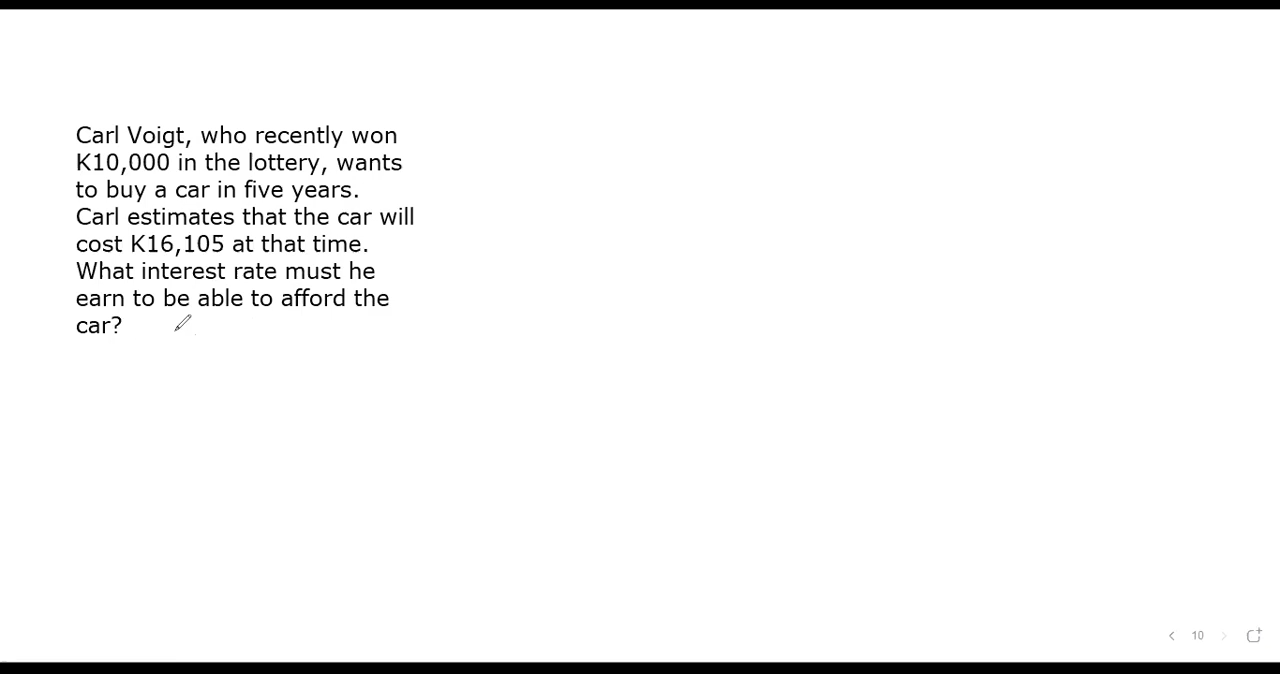 Carl Voigt, who recently won
K10,000 in the lottery, wants
to buy a car in five years.
Carl estimates that the car will
cost K16,105 at that time.
What interest rate must he
earn to be able to afford the
car?
10